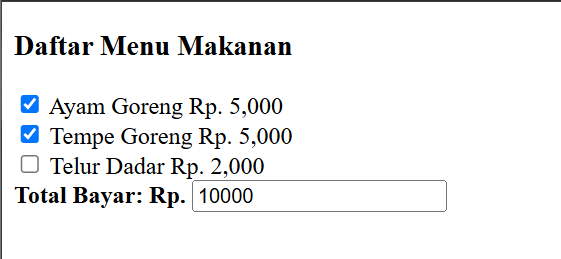 Daftar Menu Makanan
Ayam Goreng Rp. 5,000
Tempe Goreng Rp. 5,000
Telur Dadar Rp. 2,000
Total Bayar: Rp. 10000